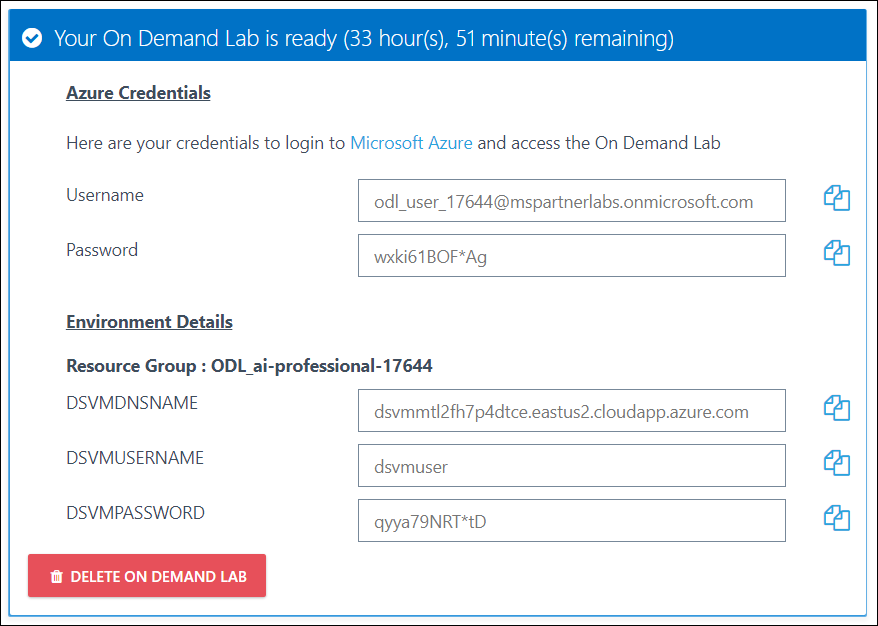 Your On Demand Lab is ready (33 hour(s), 51 minute(s) remaining)
Azure Credentials
Here are your credentials to login to Microsoft Azure and access the On Demand Lab
Username odl_user_17644@mspartnerlabs.onmicrosoft.com
Password wxki61BOF*Ag
Environment Details
Resource Group : ODL_ai-professional-17644
DSVMDNSNAME dsvmmtl2fh7p4dtce.eastus2.cloudapp.azure.com
DSVMUSERNAME dsvmuser
DSVMPASSWORD qyya79NRT*tD
DELETE ON DEMAND LAB